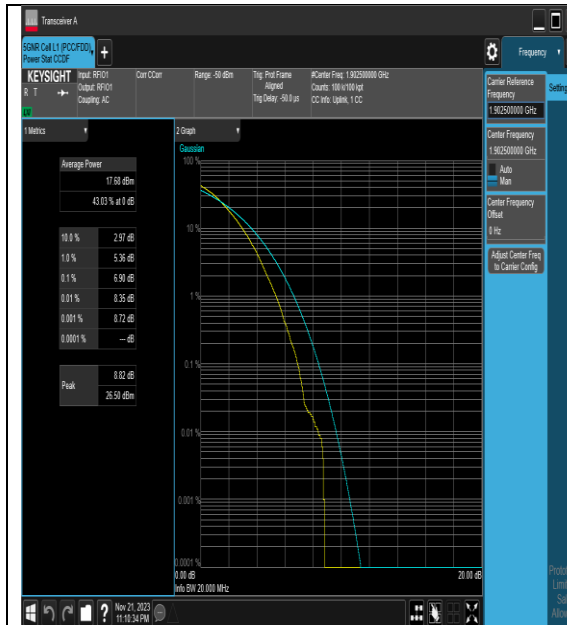 Transceiver A
5GNR Cell L1 (PCC/FDD)
Power Stat CCDF
+
Frequency
KEYSIGHT
R T
Input: RFIO1
Output: RFIO1
Coupling: AC
Corr CCorr
Range: -50 dBm
Trig: Prot Frame
Aligned
Trig Delay: -50.0 µs
#Center Freq: 1.902500000 GHz
Counts: 100 k/100 kpt
CC Info: Uplink, 1 CC
Carrier Reference
Frequency
1.902500000 GHz
Setting
Center Frequency
1.902500000 GHz
Auto
Man
Center Frequency
Offset
0 Hz
Adjust Center Freq
to Carrier Config
1 Metrics
Average Power
17.68 dBm
43.03 % at 0 dB
10.0 % 2.97 dB
1.0 % 5.36 dB
0.1 % 6.90 dB
0.01 % 8.35 dB
0.001 % 8.72 dB
0.0001 % --- dB
Peak
8.82 dB
26.50 dBm
2 Graph
Gaussian
100 %
10 %
1 %
0.1 %
0.01 %
0.001 %
0.0001 %
0.00 dB
20.00 dB
Info BW 20.000 MHz
?
Nov 21, 2023
11:10:34 PM